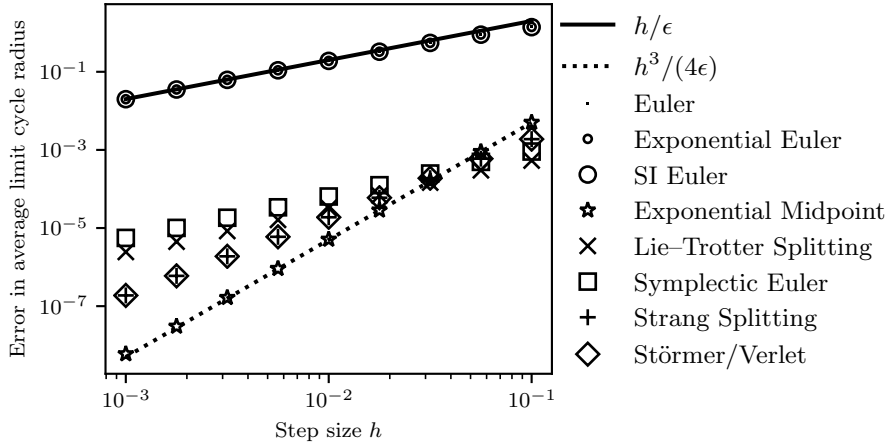 Error in average limit cycle radius
10⁻¹
10⁻³
10⁻⁵
10⁻⁷
10⁻³
10⁻²
10⁻¹
Step size h
h/ϵ
h³/(4ϵ)
Euler
Exponential Euler
SI Euler
Exponential Midpoint
Lie–Trotter Splitting
Symplectic Euler
Strang Splitting
Störmer/Verlet